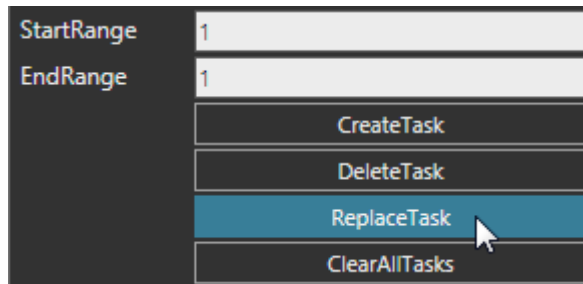 StartRange 1
EndRange 1
CreateTask
DeleteTask
ReplaceTask
ClearAllTasks